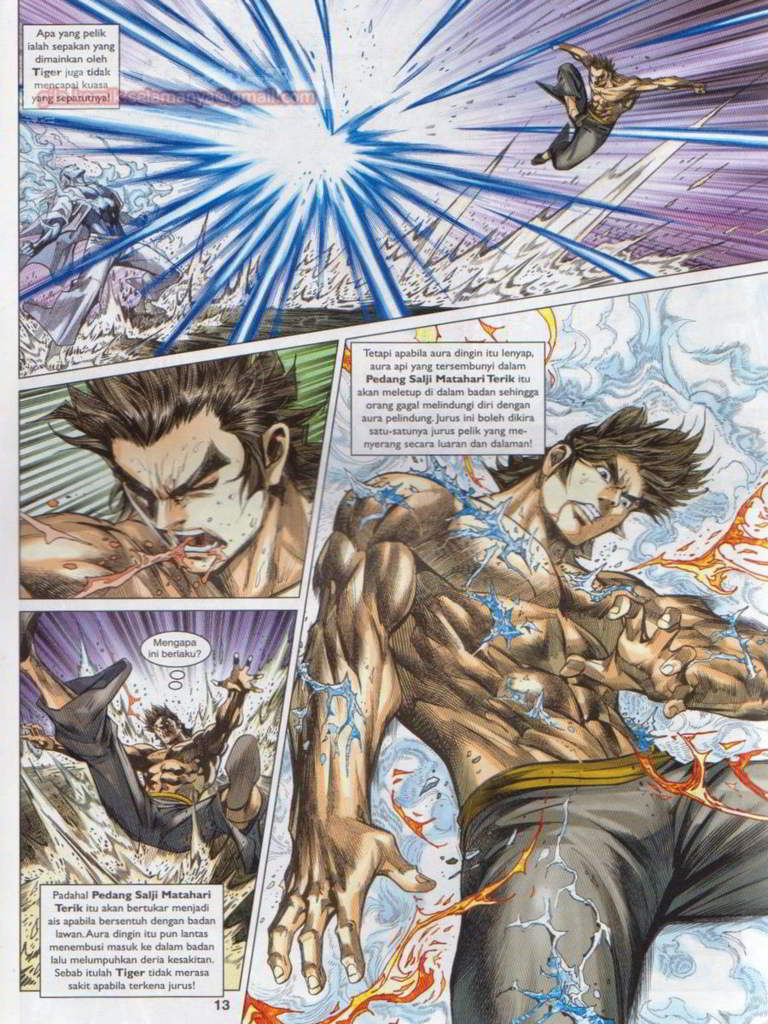 Apa yang pelik
ialah sepakan yang
dimainkan oleh
Tiger juga tidak
mencapai kuasa
yang sepatutnya!
Mengapa
ini berlaku?
Padahal Pedang Salji Matahari
Terik itu akan bertukar menjadi
ais apabila bersentuh dengan badan
lawan. Aura dingin itu pun lantas
menembusi masuk ke dalam badan
lalu melumpuhkan deria kesakitan.
Sebab itulah Tiger tidak merasa
sakit apabila terkena jurus!
Tetapi apabila aura dingin itu lenyap,
aura api yang tersembunyi dalam
Pedang Salji Matahari Terik itu
akan meletup di dalam badan sehingga
orang gagal melindungi diri dengan
aura pelindung. Jurus ini boleh dikira
satu-satunya jurus pelik yang me-
nyerang secara luaran dan dalaman!
13